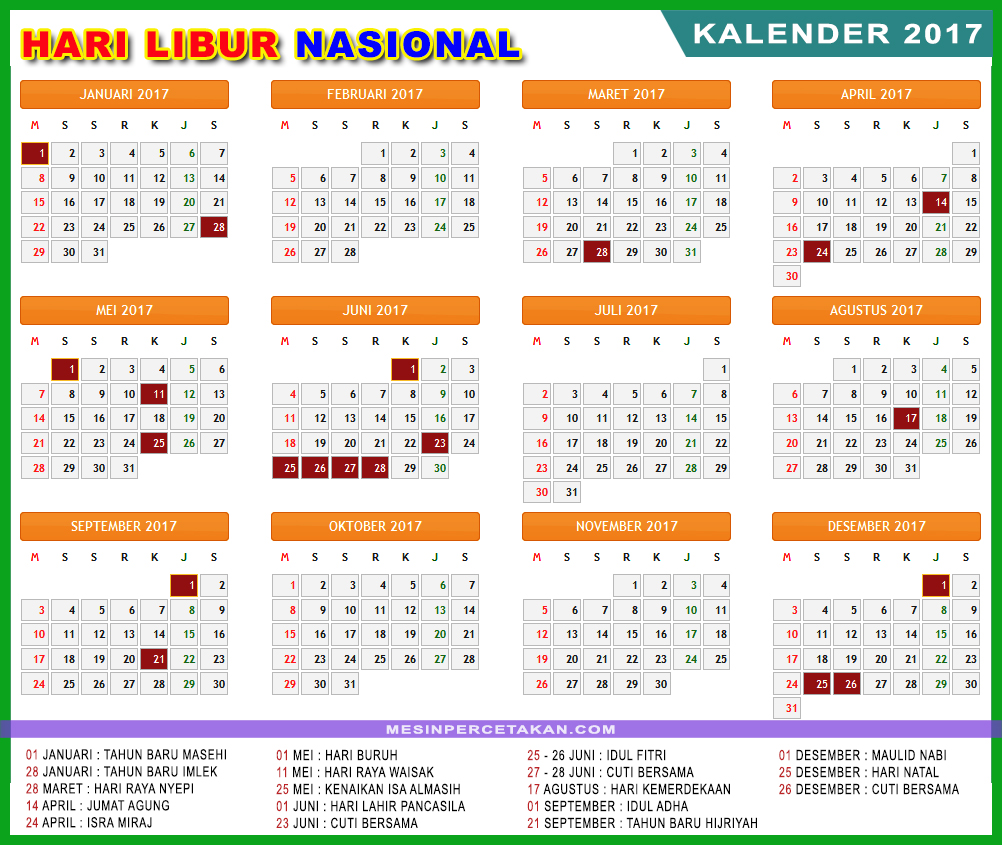 HARI LIBUR NASIONAL
KALENDER 2017
JANUARI 2017
M S S R K J S
1 2 3 4 5 6 7
8 9 10 11 12 13 14
15 16 17 18 19 20 21
22 23 24 25 26 27 28
29 30 31
FEBRUARI 2017
M S S R K J S
1 2 3 4
5 6 7 8 9 10 11
12 13 14 15 16 17 18
19 20 21 22 23 24 25
26 27 28
MARET 2017
M S S R K J S
1 2 3 4
5 6 7 8 9 10 11
12 13 14 15 16 17 18
19 20 21 22 23 24 25
26 27 28 29 30 31
APRIL 2017
M S S R K J S
1
2 3 4 5 6 7 8
9 10 11 12 13 14 15
16 17 18 19 20 21 22
23 24 25 26 27 28 29
30
MEI 2017
M S S R K J S
1 2 3 4 5 6
7 8 9 10 11 12 13
14 15 16 17 18 19 20
21 22 23 24 25 26 27
28 29 30 31
JUNI 2017
M S S R K J S
1 2 3
4 5 6 7 8 9 10
11 12 13 14 15 16 17
18 19 20 21 22 23 24
25 26 27 28 29 30
JULI 2017
M S S R K J S
1
2 3 4 5 6 7 8
9 10 11 12 13 14 15
16 17 18 19 20 21 22
23 24 25 26 27 28 29
30 31
AGUSTUS 2017
M S S R K J S
1 2 3 4 5
6 7 8 9 10 11 12
13 14 15 16 17 18 19
20 21 22 23 24 25 26
27 28 29 30 31
SEPTEMBER 2017
M S S R K J S
1 2
3 4 5 6 7 8 9
10 11 12 13 14 15 16
17 18 19 20 21 22 23
24 25 26 27 28 29 30
OKTOBER 2017
M S S R K J S
1 2 3 4 5 6 7
8 9 10 11 12 13 14
15 16 17 18 19 20 21
22 23 24 25 26 27 28
29 30 31
NOVEMBER 2017
M S S R K J S
1 2 3 4
5 6 7 8 9 10 11
12 13 14 15 16 17 18
19 20 21 22 23 24 25
26 27 28 29 30
DESEMBER 2017
M S S R K J S
1 2
3 4 5 6 7 8 9
10 11 12 13 14 15 16
17 18 19 20 21 22 23
24 25 26 27 28 29 30
31
MESINPERCETAKAN.COM
01 JANUARI : TAHUN BARU MASEHI
28 JANUARI : TAHUN BARU IMLEK
28 MARET : HARI RAYA NYEPI
14 APRIL : JUMAT AGUNG
24 APRIL : ISRA MIRAJ
01 MEI : HARI BURUH
11 MEI : HARI RAYA WAISAK
25 MEI : KENAIKAN ISA ALMASIH
01 JUNI : HARI LAHIR PANCASILA
23 JUNI : CUTI BERSAMA
25 - 26 JUNI : IDUL FITRI
27 - 28 JUNI : CUTI BERSAMA
17 AGUSTUS : HARI KEMERDEKAAN
01 SEPTEMBER : IDUL ADHA
21 SEPTEMBER : TAHUN BARU HIJRIYAH
01 DESEMBER : MAULID NABI
25 DESEMBER : HARI NATAL
26 DESEMBER : CUTI BERSAMA